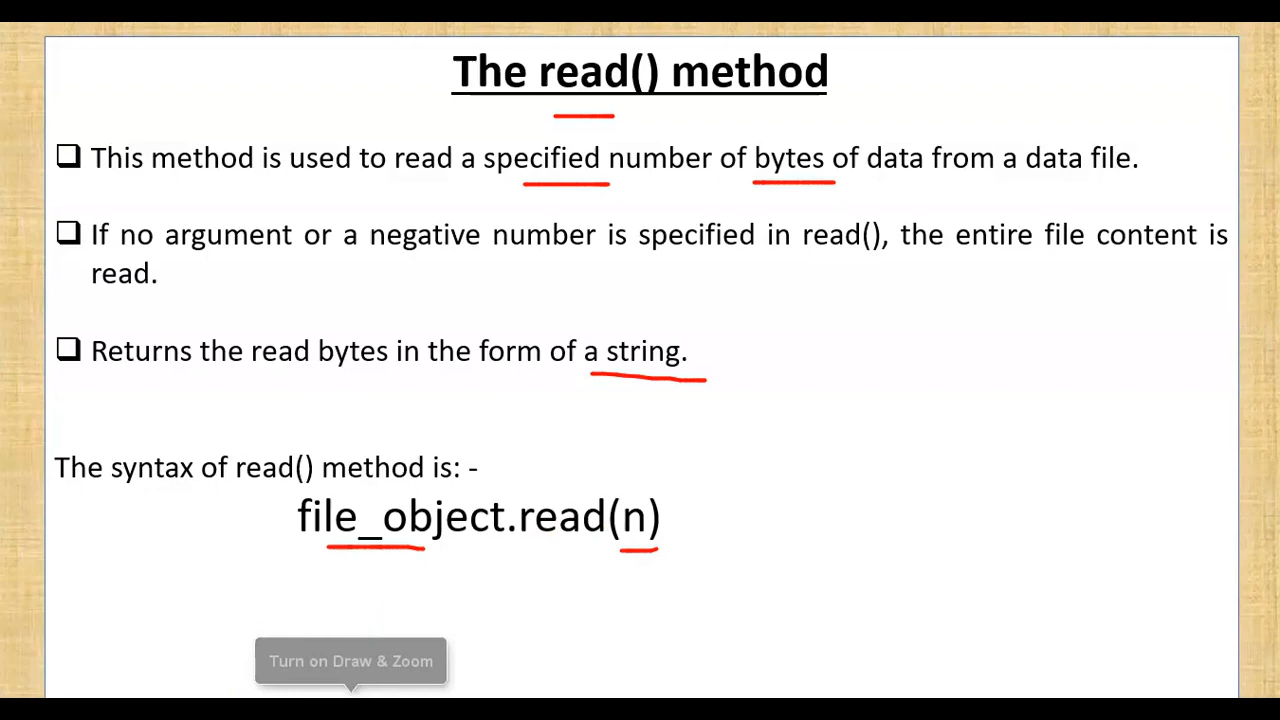 The read() method
❑ This method is used to read a specified number of bytes of data from a data file.
❑ If no argument or a negative number is specified in read(), the entire file content is
read.
❑ Returns the read bytes in the form of a string.
The syntax of read() method is: -
file_object.read(n)
Turn on Draw & Zoom